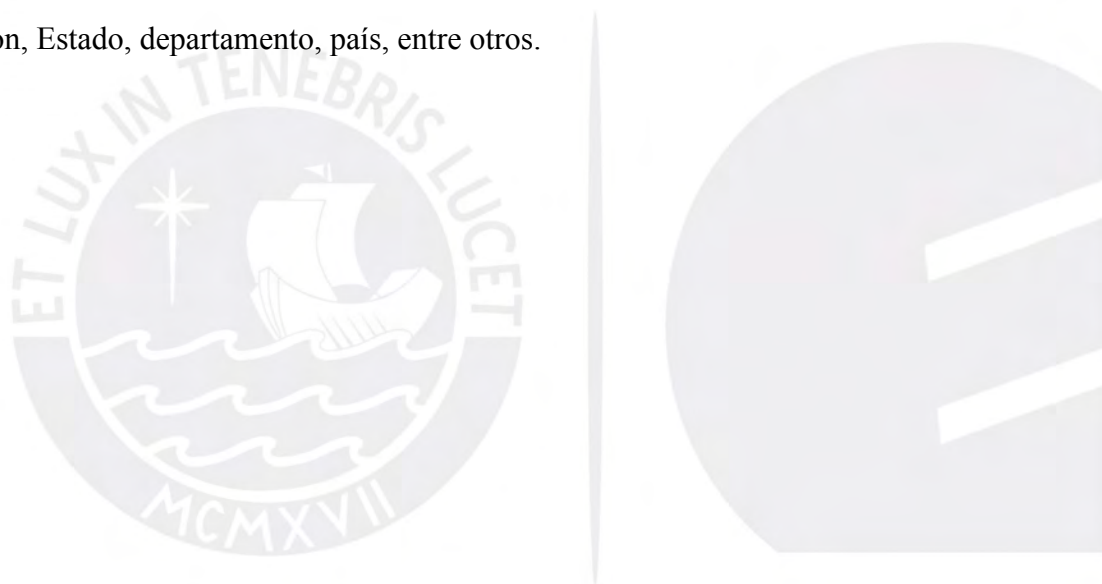 on, Estado, departamento, país, entre otros.
ET LUX IN TENEBRIS LUCET
MCMXVII